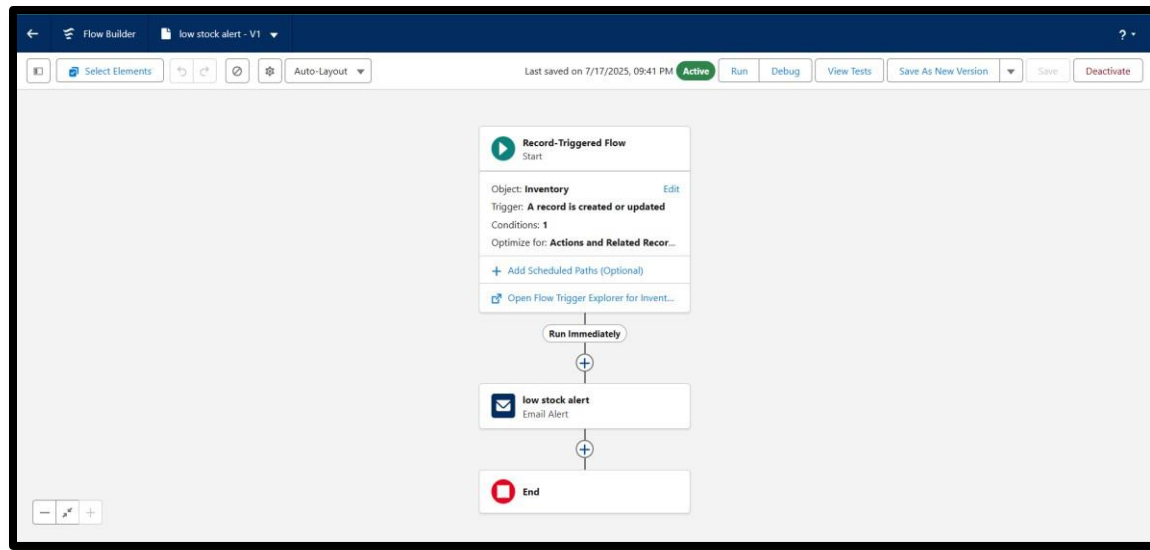 Flow Builder
low stock alert - V1
?
Select Elements
Auto-Layout
Last saved on 7/17/2025, 09:41 PM
Active
Run
Debug
View Tests
Save As New Version
Save
Deactivate
Record-Triggered Flow
Start
Object: Inventory
Edit
Trigger: A record is created or updated
Conditions: 1
Optimize for: Actions and Related Recor...
+ Add Scheduled Paths (Optional)
Open Flow Trigger Explorer for Invent...
Run Immediately
low stock alert
Email Alert
End